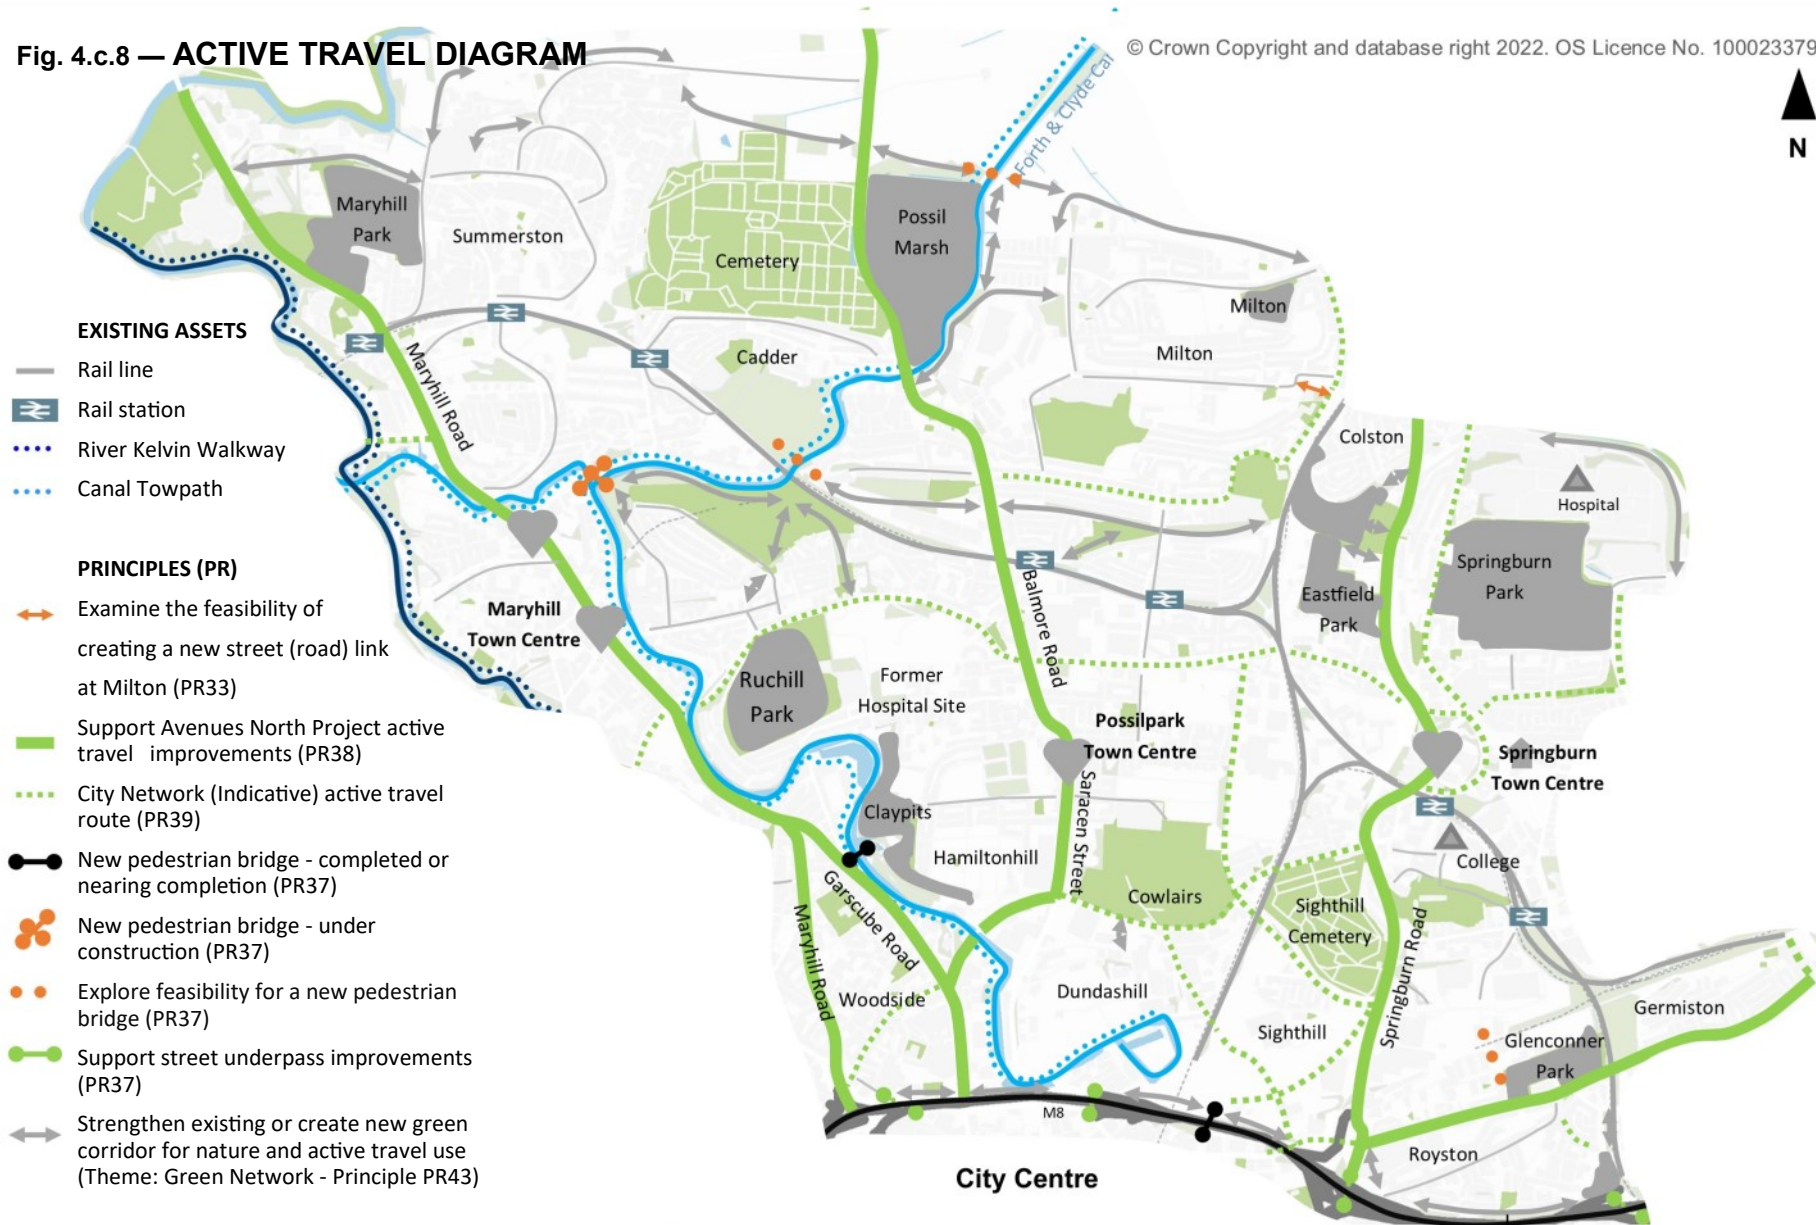 Fig. 4.c.8 — ACTIVE TRAVEL DIAGRAM
© Crown Copyright and database right 2022. OS Licence No. 100023379
N
EXISTING ASSETS
Rail line
Rail station
River Kelvin Walkway
Canal Towpath
PRINCIPLES (PR)
Examine the feasibility of
creating a new street (road) link
at Milton (PR33)
Support Avenues North Project active
travel improvements (PR38)
City Network (Indicative) active travel
route (PR39)
New pedestrian bridge - completed or
nearing completion (PR37)
New pedestrian bridge - under
construction (PR37)
Explore feasibility for a new pedestrian
bridge (PR37)
Support street underpass improvements
(PR37)
Strengthen existing or create new green
corridor for nature and active travel use
(Theme: Green Network - Principle PR43)
Forth & Clyde Cal
Maryhill
Park
Summerston
Cemetery
Possil
Marsh
Milton
Milton
Cadder
Maryhill Road
Colston
Hospital
Springburn
Park
Eastfield
Park
Maryhill
Town Centre
Balmore Road
Ruchill
Park
Former
Hospital Site
Possilpark
Town Centre
Springburn
Town Centre
Saracen Street
Claypits
Hamiltonhill
College
Cowlairs
Sighthill
Cemetery
Garscube Road
Maryhill Road
Springburn Road
Woodside
Dundashill
Sighthill
Germiston
Glenconner
Park
M8
Royston
City Centre